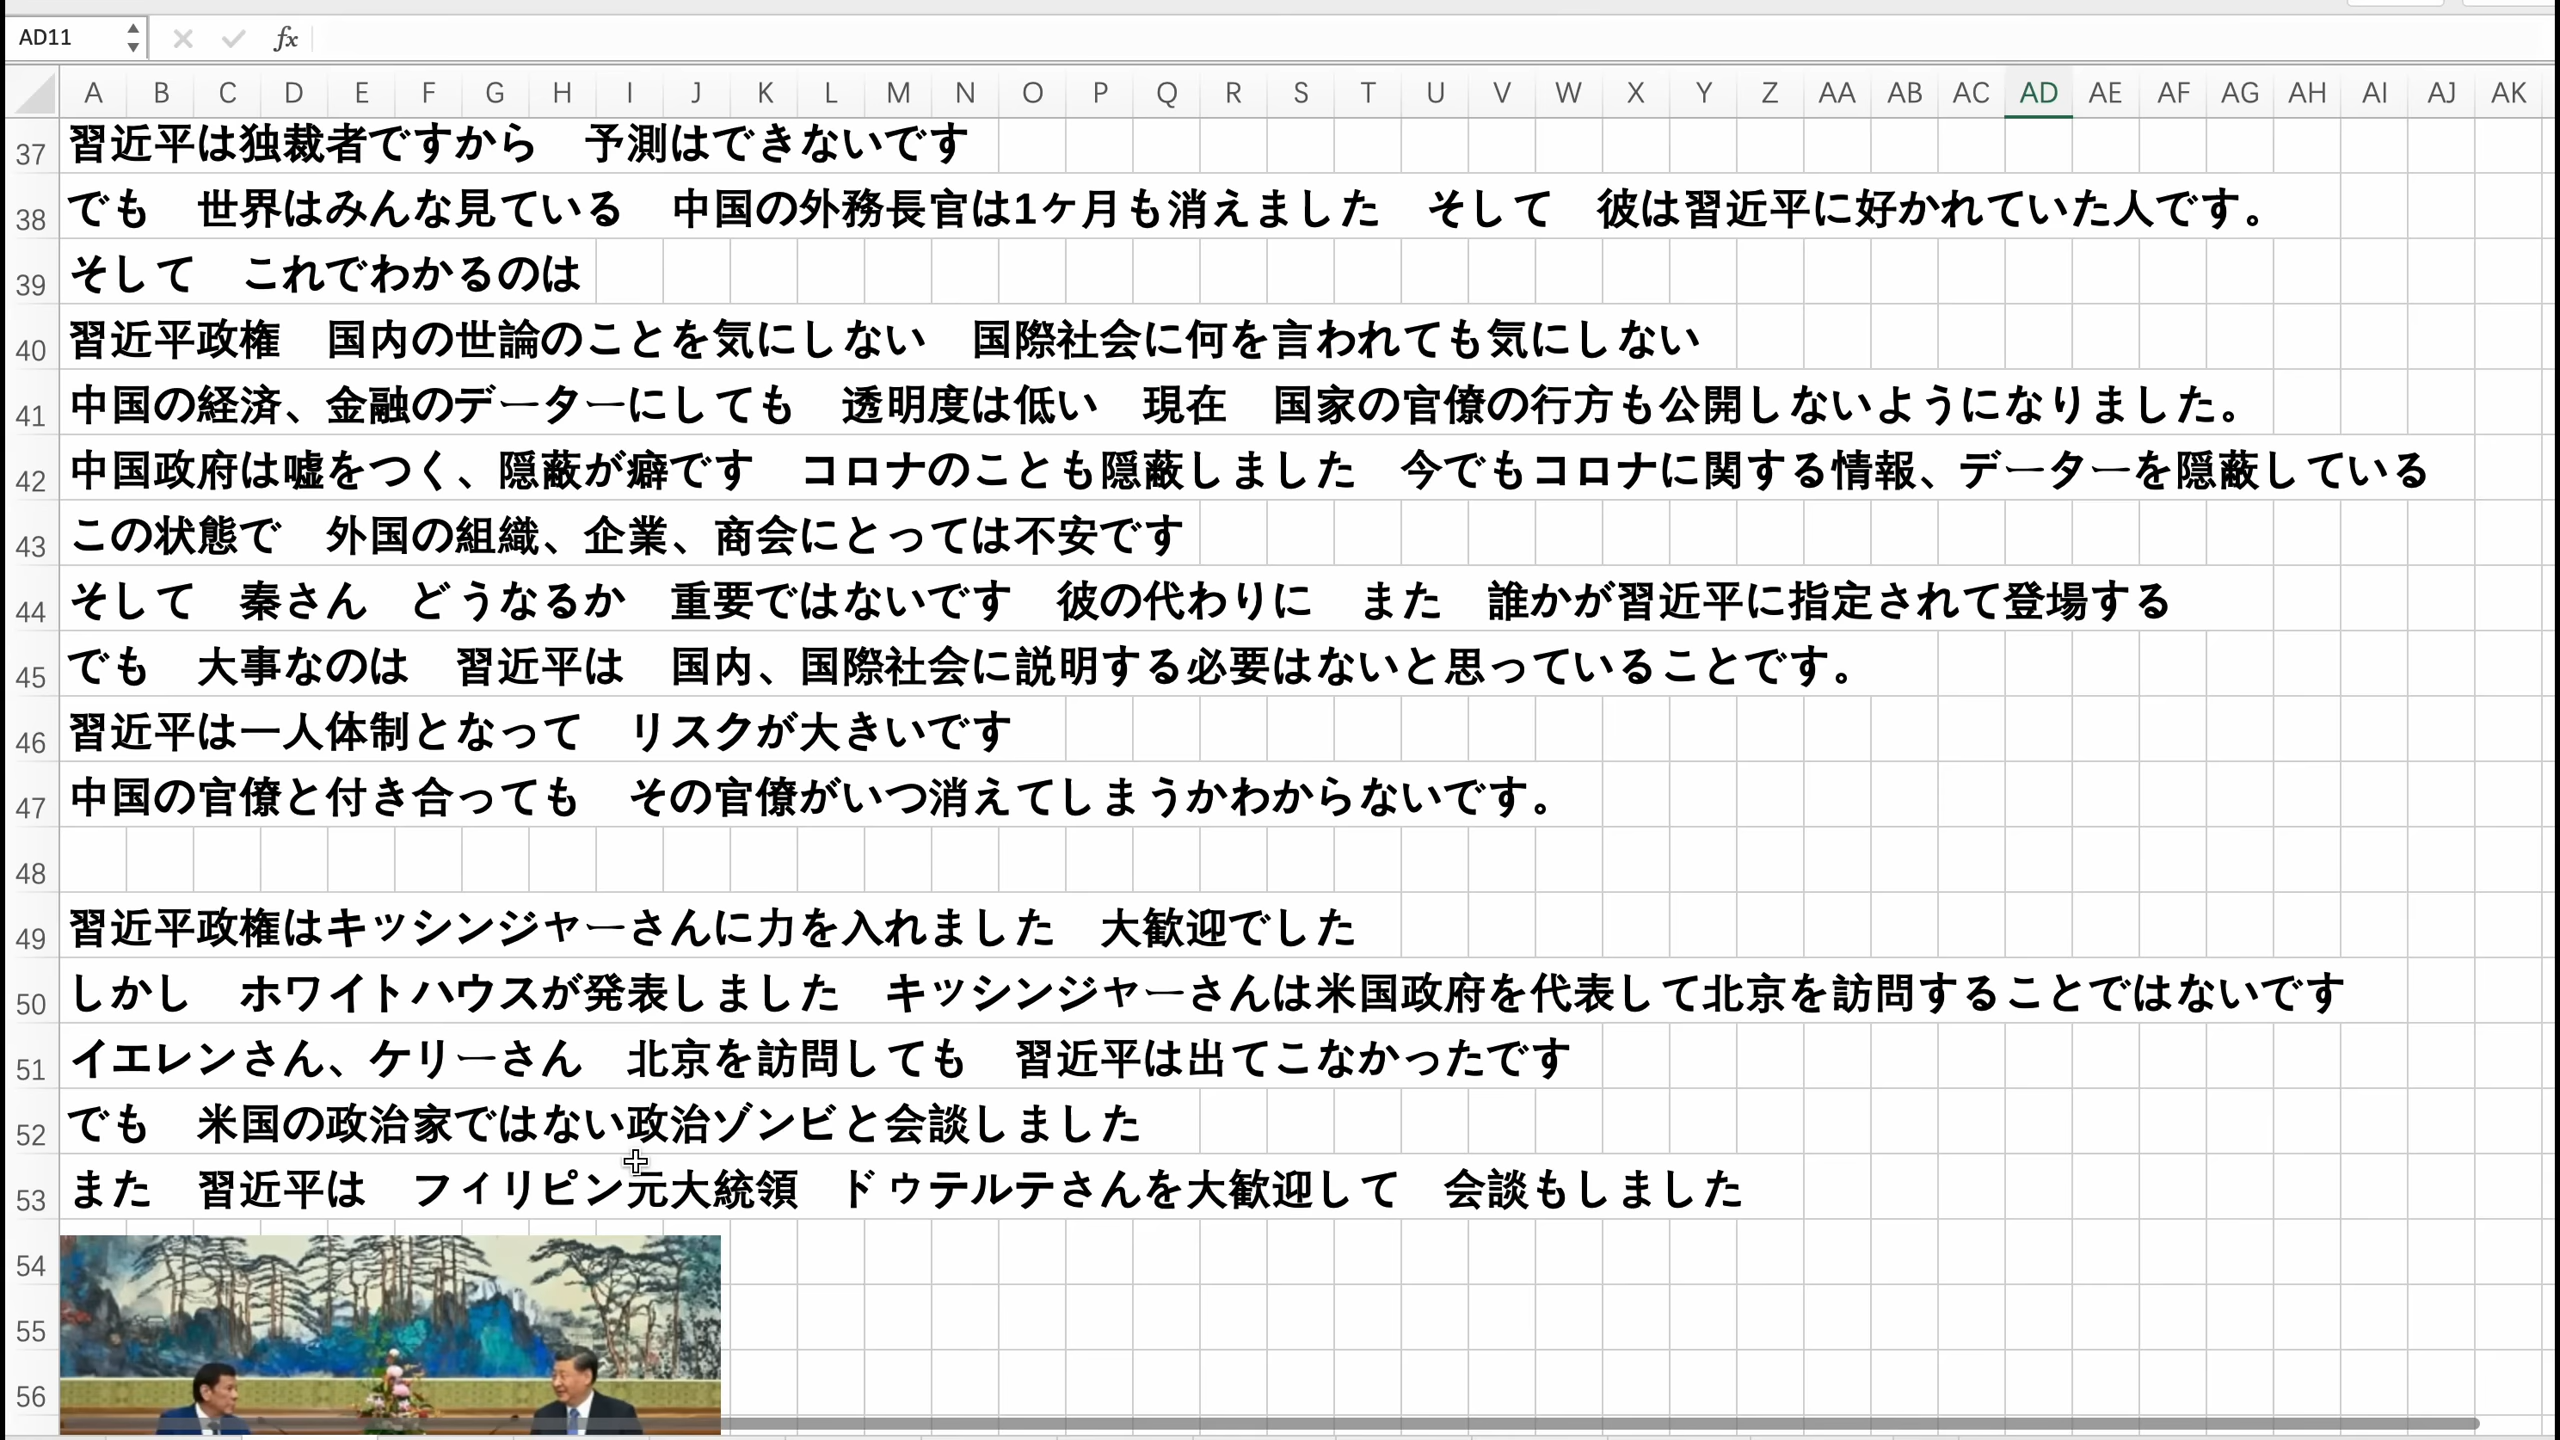 AD11 fx
A B C D E F G H I J K L M N O P Q R S T U V W X Y Z AA AB AC AD AE AF AG AH AI AJ AK
37 習近平は独裁者ですから　予測はできないです
38 でも　世界はみんな見ている　中国の外務長官は1ケ月も消えました　そして　彼は習近平に好かれていた人です。
39 そして　これでわかるのは
40 習近平政権　国内の世論のことを気にしない　国際社会に何を言われても気にしない
41 中国の経済、金融のデーターにしても　透明度は低い　現在　国家の官僚の行方も公開しないようになりました。
42 中国政府は嘘をつく、隠蔽が癖です　コロナのことも隠蔽しました　今でもコロナに関する情報、データーを隠蔽している
43 この状態で　外国の組織、企業、商会にとっては不安です
44 そして　秦さん　どうなるか　重要ではないです　彼の代わりに　また　誰かが習近平に指定されて登場する
45 でも　大事なのは　習近平は　国内、国際社会に説明する必要はないと思っていることです。
46 習近平は一人体制となって　リスクが大きいです
47 中国の官僚と付き合っても　その官僚がいつ消えてしまうかわからないです。
48
49 習近平政権はキッシンジャーさんに力を入れました　大歓迎でした
50 しかし　ホワイトハウスが発表しました　キッシンジャーさんは米国政府を代表して北京を訪問することではないです
51 イエレンさん、ケリーさん　北京を訪問しても　習近平は出てこなかったです
52 でも　米国の政治家ではない政治ゾンビと会談しました
53 また　習近平は　フィリピン元大統領　ドゥテルテさんを大歓迎して　会談もしました
54
55
56